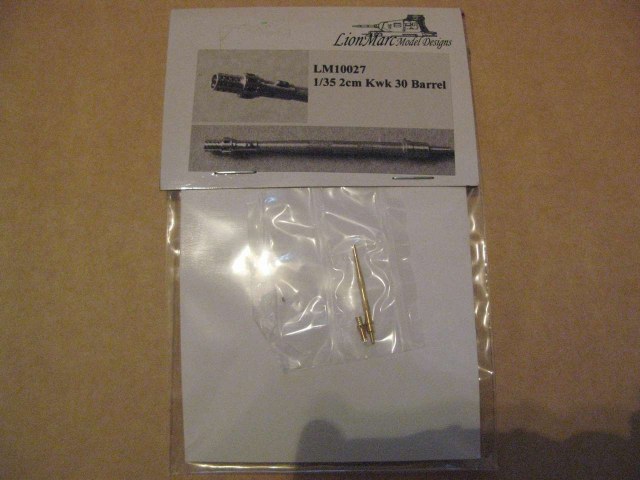 LionMarc Model Designs
LM10027
1/35 2cm Kwk 30 Barrel